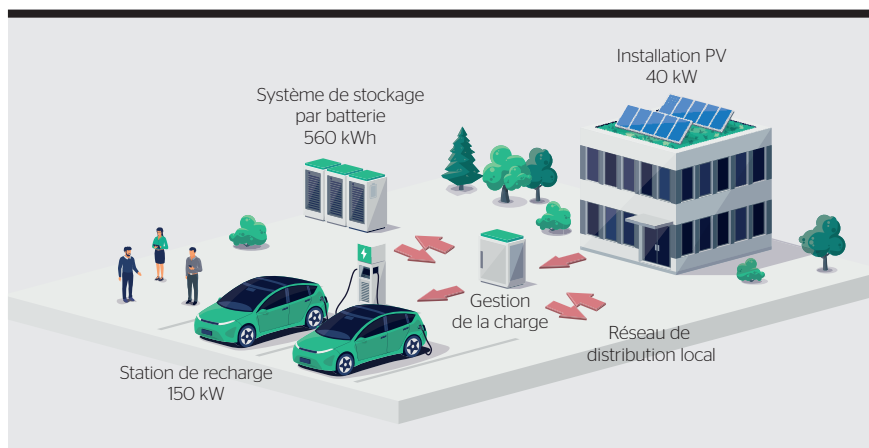 Installation PV
40 kW
Système de stockage
par batterie
560 kWh
Gestion
de la charge
Réseau de
distribution local
Station de recharge
150 kW